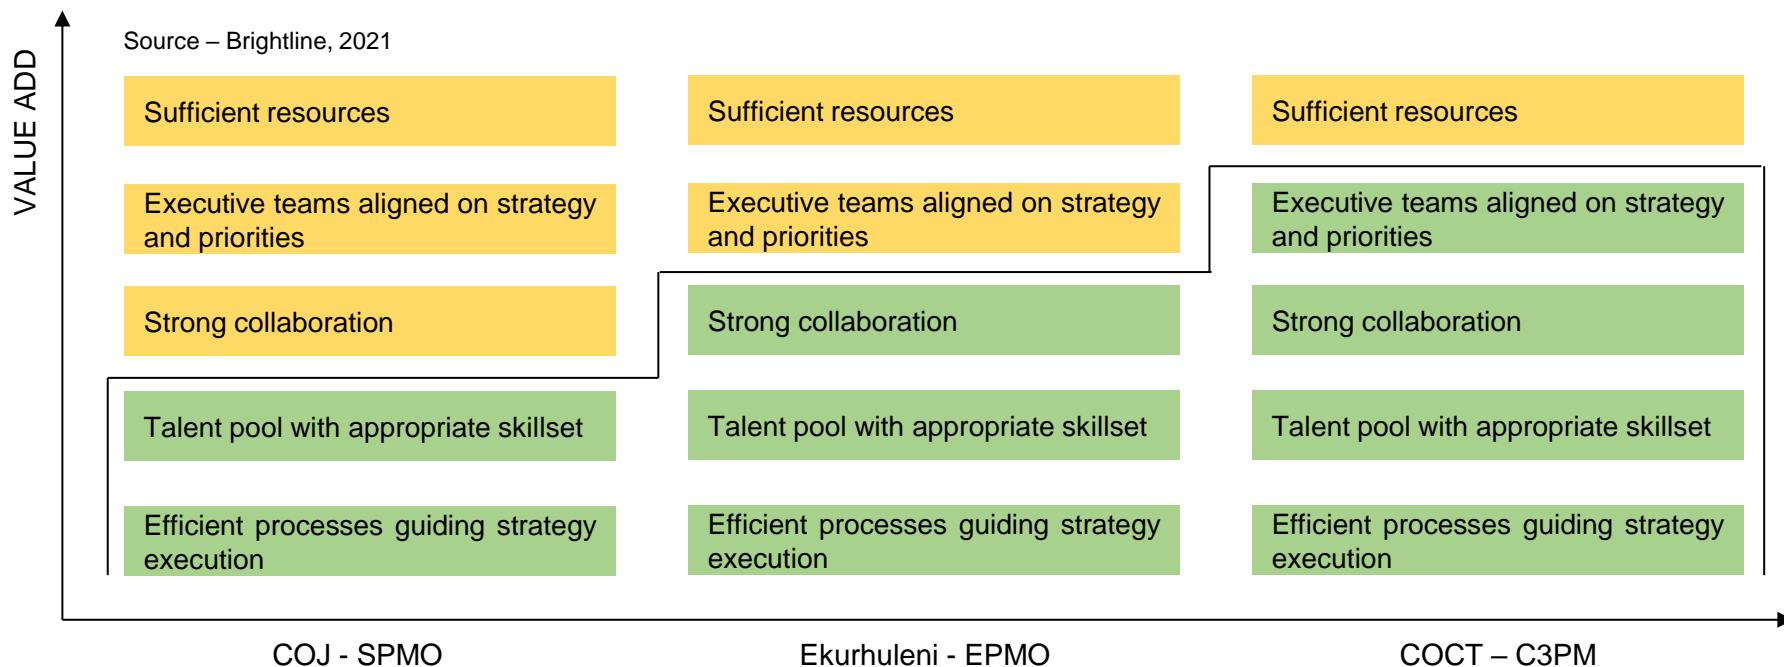 VALUE ADD
Source – Brightline, 2021
Sufficient resources
Sufficient resources
Sufficient resources
Executive teams aligned on strategy
and priorities
Executive teams aligned on strategy
and priorities
Executive teams aligned on strategy
and priorities
Strong collaboration
Strong collaboration
Strong collaboration
Talent pool with appropriate skillset
Talent pool with appropriate skillset
Talent pool with appropriate skillset
Efficient processes guiding strategy
execution
Efficient processes guiding strategy
execution
Efficient processes guiding strategy
execution
COJ - SPMO
Ekurhuleni - EPMO
COCT – C3PM